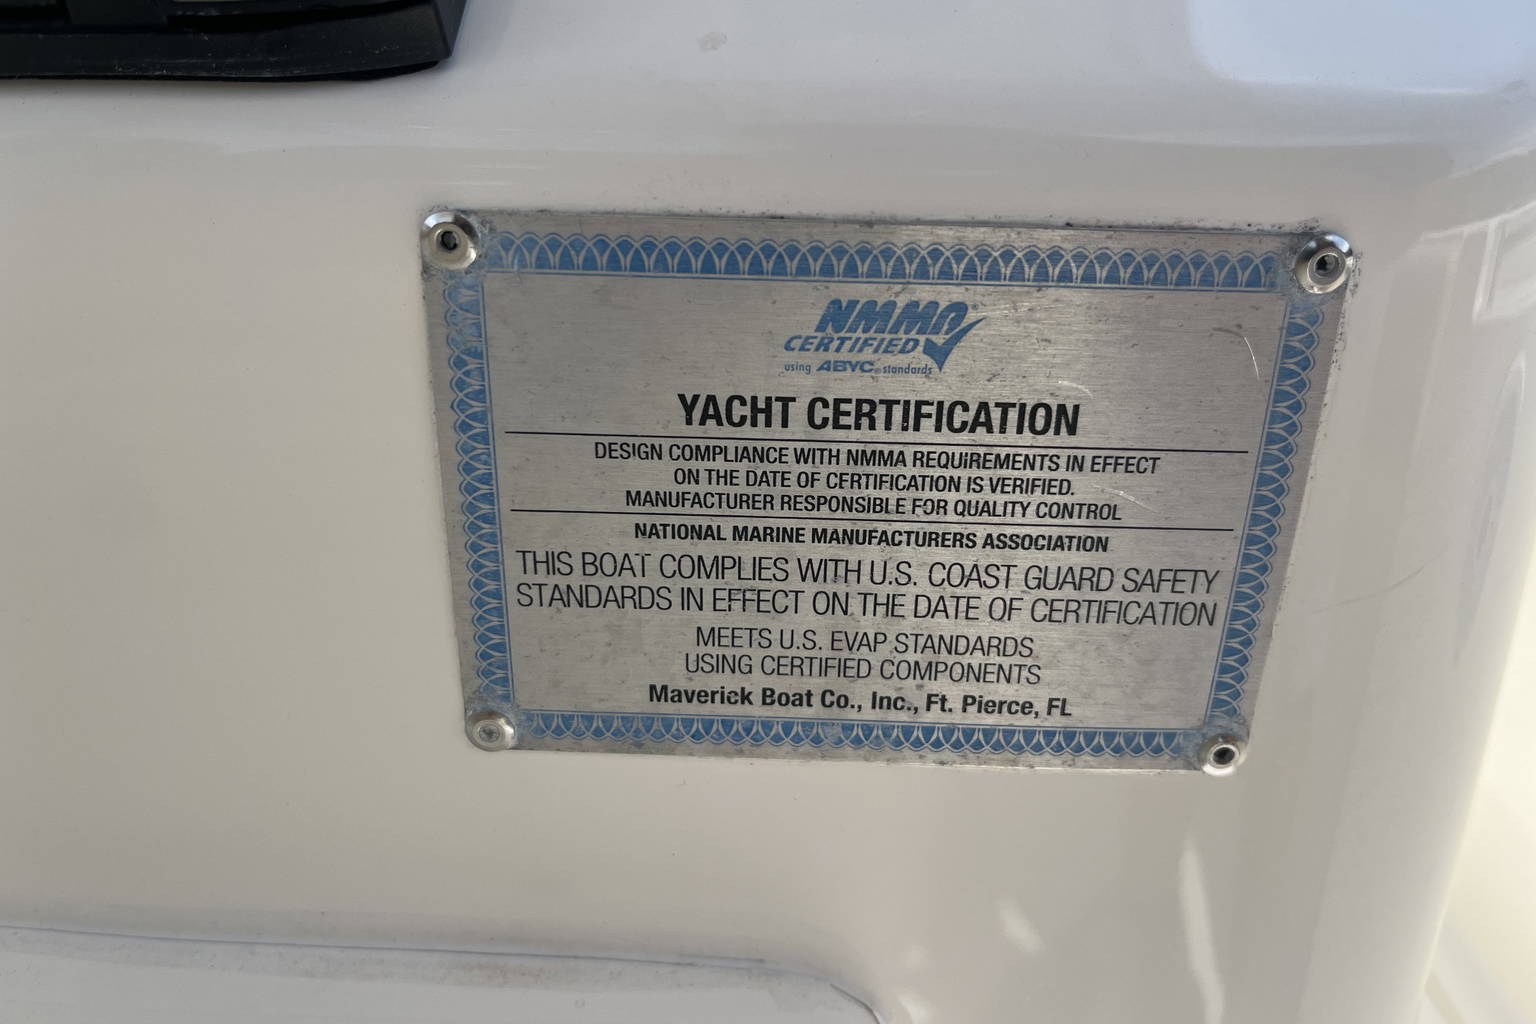 NMMA
CERTIFIED
using ABYC® standards
YACHT CERTIFICATION
DESIGN COMPLIANCE WITH NMMA REQUIREMENTS IN EFFECT
ON THE DATE OF CERTIFICATION IS VERIFIED.
MANUFACTURER RESPONSIBLE FOR QUALITY CONTROL
NATIONAL MARINE MANUFACTURERS ASSOCIATION
THIS BOAT COMPLIES WITH U.S. COAST GUARD SAFETY
STANDARDS IN EFFECT ON THE DATE OF CERTIFICATION
MEETS U.S. EVAP STANDARDS
USING CERTIFIED COMPONENTS
Maverick Boat Co., Inc., Ft. Pierce, FL